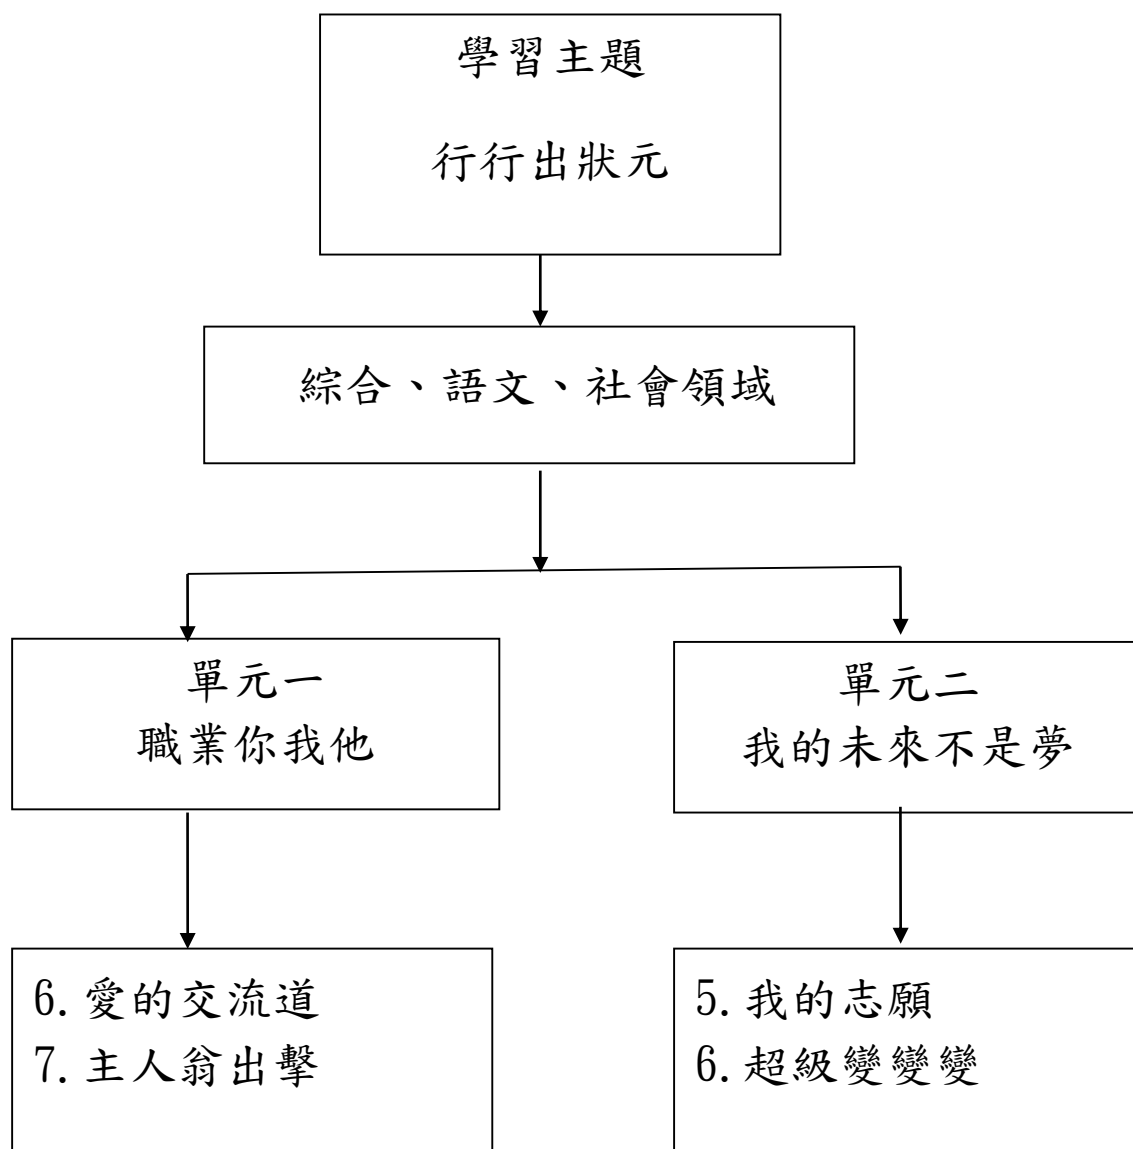 學習主題
行行出狀元
綜合、語文、社會領域
單元一
職業你我他
單元二
我的未來不是夢
6.愛的交流道
7.主人翁出擊
5.我的志願
6.超級變變變